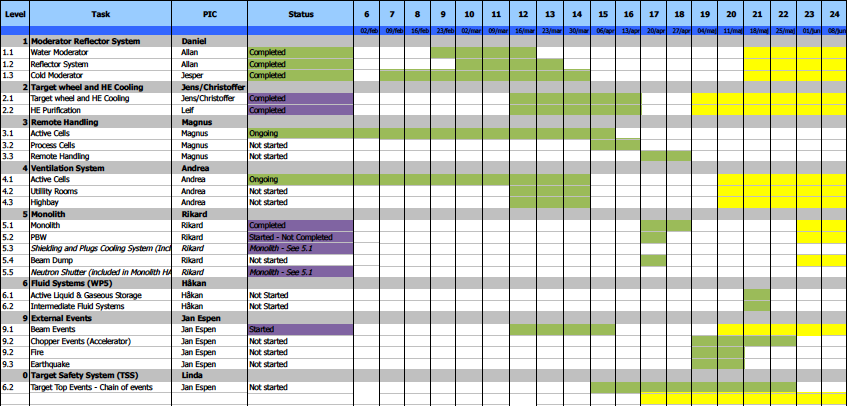 Level Task PIC Status 6 7 8 9 10 11 12 13 14 15 16 17 18 19 20 21 22 23 24
02/feb 09/feb 16/feb 23/feb 02/mar 09/mar 16/mar 23/mar 30/mar 06/apr 13/apr 20/apr 27/apr 04/maj 11/maj 18/maj 25/maj 01/jun 08/jun
1 Moderator Reflector System Daniel
1.1 Water Moderator Allan Completed
1.2 Reflector System Allan Completed
1.3 Cold Moderator Jesper Completed
2 Target wheel and HE Cooling Jens/Christoffer
2.1 Target wheel and HE Cooling Jens/Christoffer Completed
2.2 HE Purification Leif Completed
3 Remote Handling Magnus
3.1 Active Cells Magnus Ongoing
3.2 Process Cells Magnus Not started
3.3 Remote Handling Magnus Not started
4 Ventilation System Andrea
4.1 Active Cells Andrea Ongoing
4.2 Utility Rooms Andrea Not started
4.3 Highbay Andrea Not started
5 Monolith Rikard
5.1 Monolith Rikard Completed
5.2 PBW Rikard Started - Not Completed
5.3 Shielding and Plugs Cooling System (Incl Rikard Monolith - See 5.1
5.4 Beam Dump Rikard Not started
5.5 Neutron Shutter (included in Monolith HA Rikard Monolith - See 5.1
6 Fluid Systems (WP5) Håkan
6.1 Active Liquid & Gaseous Storage Håkan Not Started
6.2 Intermediate Fluid Systems Håkan Not Started
9 External Events Jan Espen
9.1 Beam Events Jan Espen Started
9.2 Chopper Events (Accelerator) Jan Espen Not started
9.2 Fire Jan Espen Not started
9.3 Earthquake Jan Espen Not started
0 Target Safety System (TSS) Linda
6.2 Target Top Events - Chain of events Jan Espen Not started